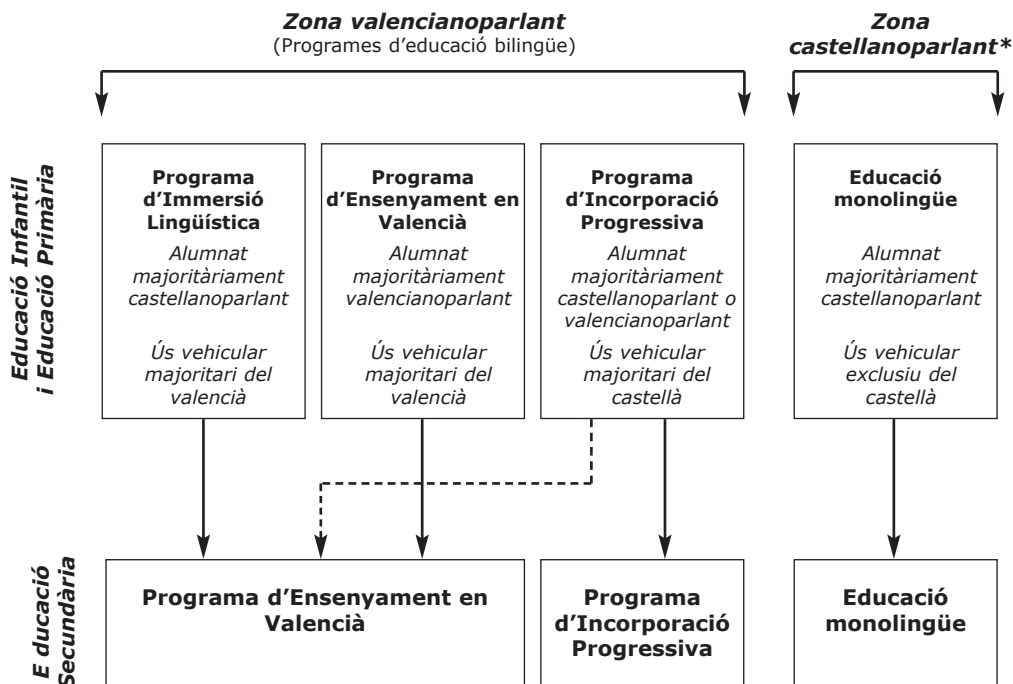 Zona valencianoparlant
(Programes d'educació bilingüe)
Zona
castellanoparlant*
Educació Infantil
i Educació Primària
Programa
d'Immersió
Lingüística
Alumnat
majoritàriament
castellanoparlant
Ús vehicular
majoritari del
valencià
Programa
d'Ensenyament en
Valencià
Alumnat
majoritàriament
valencianoparlant
Ús vehicular
majoritari del
valencià
Programa
d'Incorporació
Progressiva
Alumnat
majoritàriament
castellanoparlant o
valencianoparlant
Ús vehicular
majoritari del
castellà
Educació
monolingüe
Alumnat
majoritàriament
castellanoparlant
Ús vehicular
exclusiu del
castellà
E ducació
Secundària
Programa d'Ensenyament en
Valencià
Programa
d'Incorporació
Progressiva
Educació
monolingüe